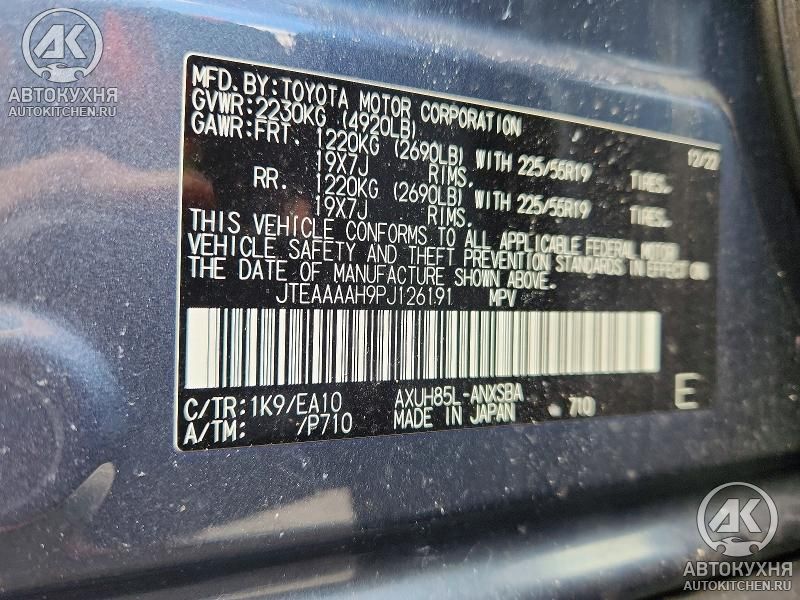 АК
АВТОКУХНЯ
AUTOKITCHEN.RU
MFD. BY: TOYOTA MOTOR CORPORATION 12/22
GVWR: 2230KG (4920LB)
GAWR: FRT. 1220KG (2690LB) WITH 225/55R19 TIRES,
19X7J RIMS,
RR. 1220KG (2690LB) WITH 225/55R19 TIRES,
19X7J RIMS.
THIS VEHICLE CONFORMS TO ALL APPLICABLE FEDERAL MOTOR
VEHICLE SAFETY AND THEFT PREVENTION STANDARDS IN EFFECT ON
THE DATE OF MANUFACTURE SHOWN ABOVE.
JTEAAAAH9PJ126191 MPV
C/TR: 1K9/EA10 AXUH85L-ANXSBA
A/TM: /P710 MADE IN JAPAN 710 E
АК
АВТОКУХНЯ
AUTOKITCHEN.RU